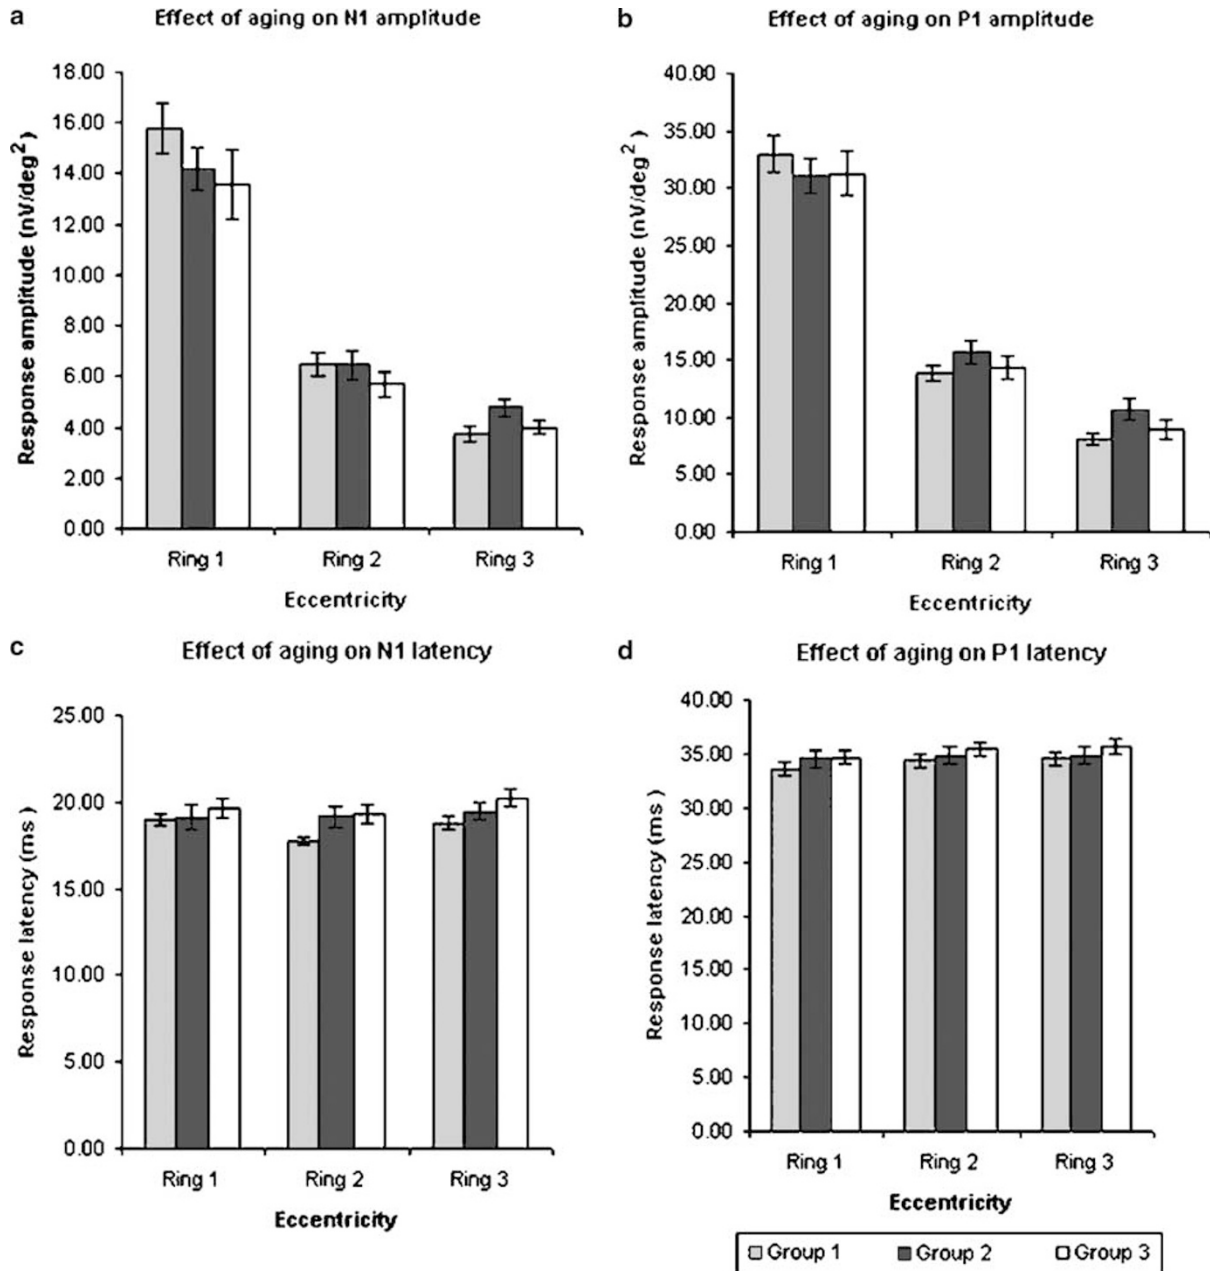 a
Effect of aging on N1 amplitude
Response amplitude (nV/deg²)
18.00
16.00
14.00
12.00
10.00
8.00
6.00
4.00
2.00
0.00
Ring 1 Ring 2 Ring 3
Eccentricity
b
Effect of aging on P1 amplitude
Response amplitude (nV/deg²)
40.00
35.00
30.00
25.00
20.00
15.00
10.00
5.00
0.00
Ring 1 Ring 2 Ring 3
Eccentricity
c
Effect of aging on N1 latency
Response latency (ms)
25.00
20.00
15.00
10.00
5.00
0.00
Ring 1 Ring 2 Ring 3
Eccentricity
d
Effect of aging on P1 latency
Response latency (ms)
40.00
35.00
30.00
25.00
20.00
15.00
10.00
5.00
0.00
Ring 1 Ring 2 Ring 3
Eccentricity
Group 1 Group 2 Group 3